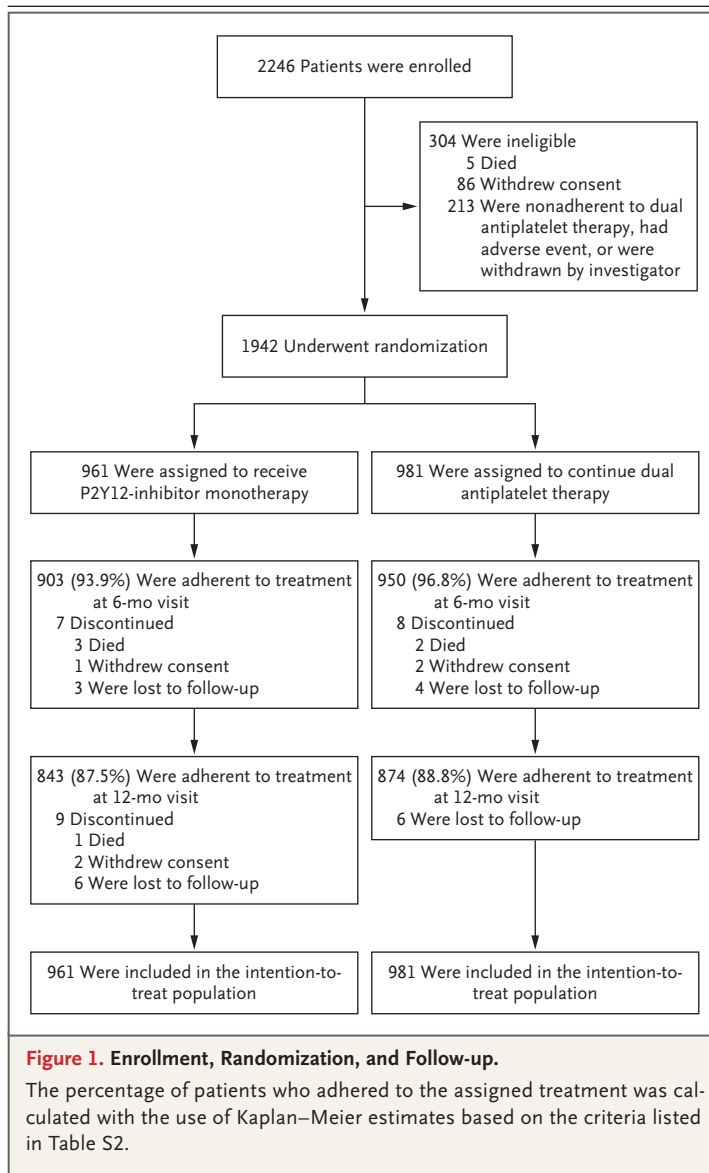 2246 Patients were enrolled
304 Were ineligible
5 Died
86 Withdrew consent
213 Were nonadherent to dual
antiplatelet therapy, had
adverse event, or were
withdrawn by investigator
1942 Underwent randomization
961 Were assigned to receive
P2Y12-inhibitor monotherapy
981 Were assigned to continue dual
antiplatelet therapy
903 (93.9%) Were adherent to treatment
at 6-mo visit
7 Discontinued
3 Died
1 Withdrew consent
3 Were lost to follow-up
950 (96.8%) Were adherent to treatment
at 6-mo visit
8 Discontinued
2 Died
2 Withdrew consent
4 Were lost to follow-up
843 (87.5%) Were adherent to treatment
at 12-mo visit
9 Discontinued
1 Died
2 Withdrew consent
6 Were lost to follow-up
874 (88.8%) Were adherent to treatment
at 12-mo visit
6 Were lost to follow-up
961 Were included in the intention-to-
treat population
981 Were included in the intention-to-
treat population
Figure 1. Enrollment, Randomization, and Follow-up.
The percentage of patients who adhered to the assigned treatment was cal-
culated with the use of Kaplan–Meier estimates based on the criteria listed
in Table S2.